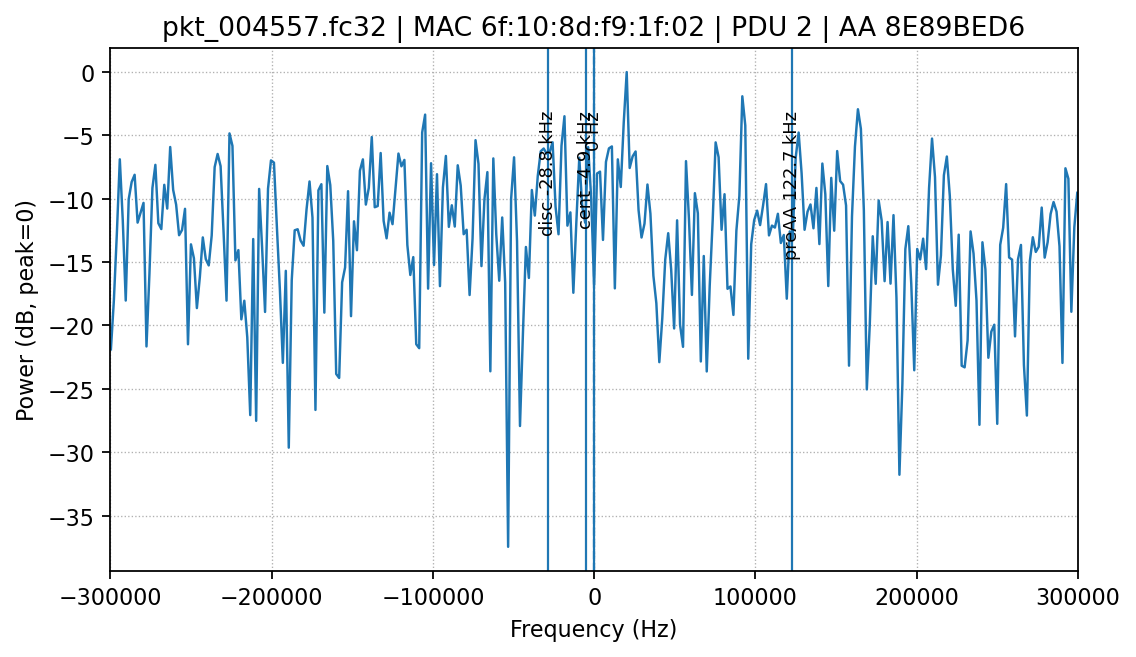 pkt_004557.fc32 | MAC 6f:10:8d:f9:1f:02 | PDU 2 | AA 8E89BED6
Power (dB, peak=0)
0
−5
−10
−15
−20
−25
−30
−35
disc -28.8 kHz
cent -4.9 kHz
0 Hz
preAA 122.7 kHz
−300000
−200000
−100000
0
100000
200000
300000
Frequency (Hz)